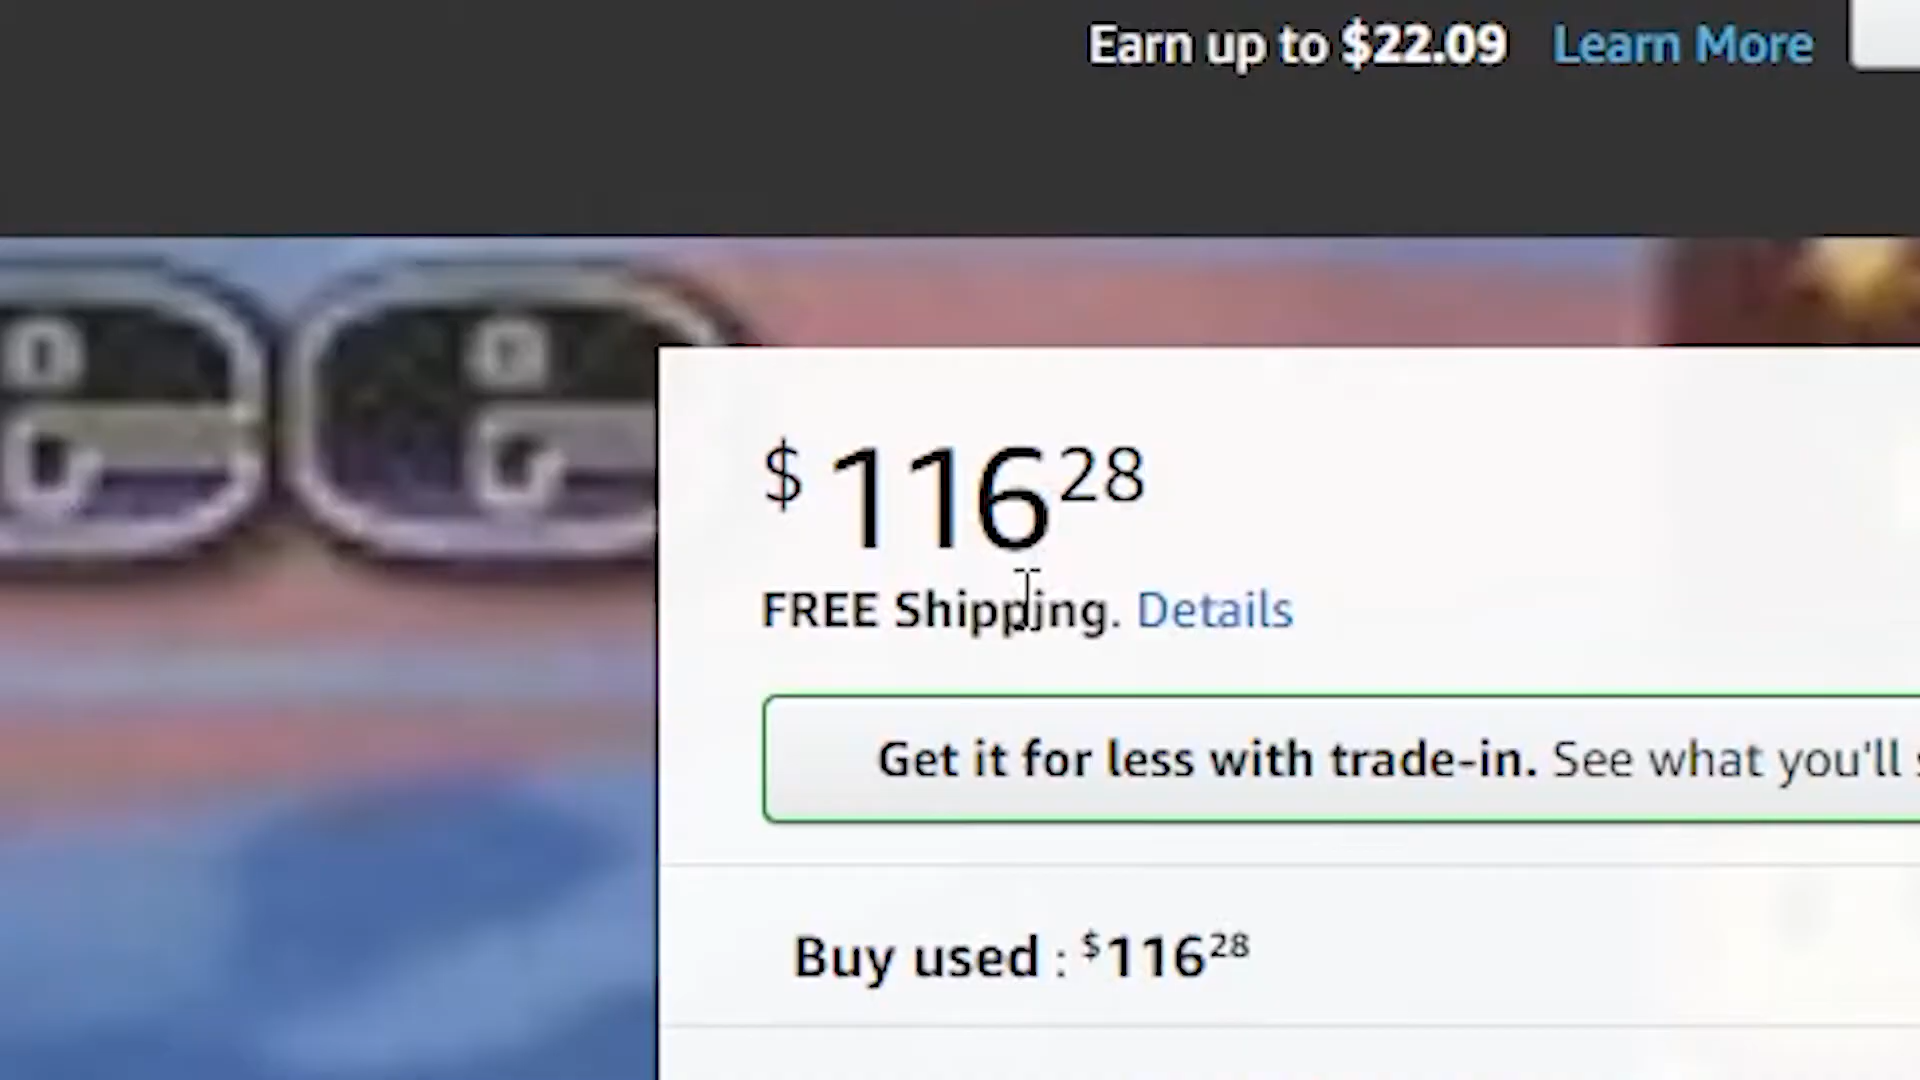 Earn up to $22.09 Learn More
$11628
FREE Shipping. Details
Get it for less with trade-in. See what you'll
Buy used : $11628